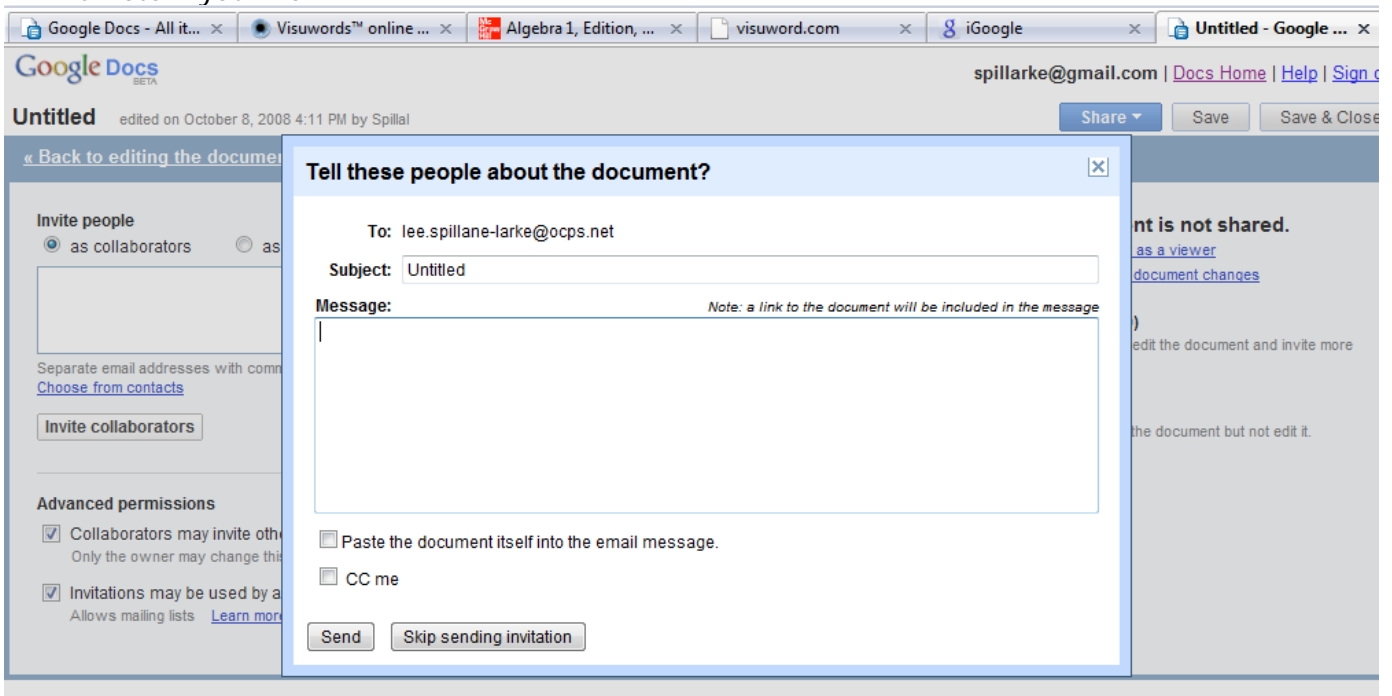 Google Docs - All it... × Visuwords™ online ... × Algebra 1, Edition, ... × visuword.com × iGoogle × Untitled - Google ... ×
Google Docs BETA
spillarke@gmail.com | Docs Home | Help | Sign
Untitled edited on October 8, 2008 4:11 PM by Spillal Share Save Save & Close
« Back to editing the
Tell these people about the document?
Invite people
as collaborators as
To: lee.spillane-larke@ocps.net
Subject: Untitled
Message: Note: a link to the document will be included in the message
Separate email addresses with
Choose from contacts
Invite collaborators
Advanced permissions
Collaborators may invite
Only the owner may change
Invitations may be used by
Allows mailing lists Learn more
Paste the document itself into the email message.
CC me
Send Skip sending invitation
is not shared.
as a viewer
document changes
edit the document and invite more
the document but not edit it.